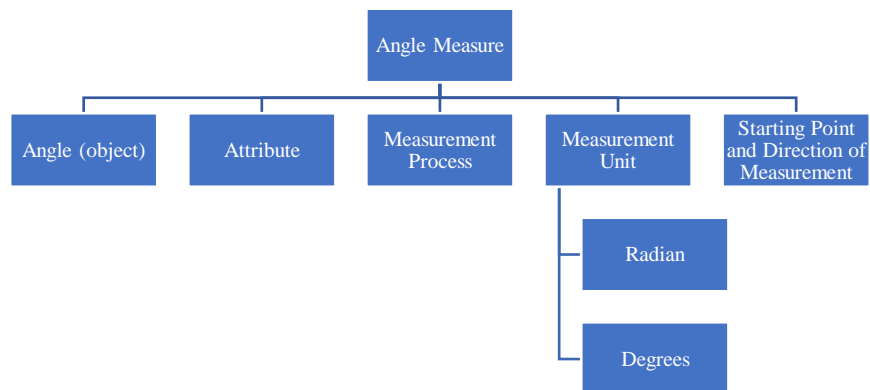 Angle Measure
Angle (object)
Attribute
Measurement
Process
Measurement
Unit
Starting Point
and Direction of
Measurement
Radian
Degrees